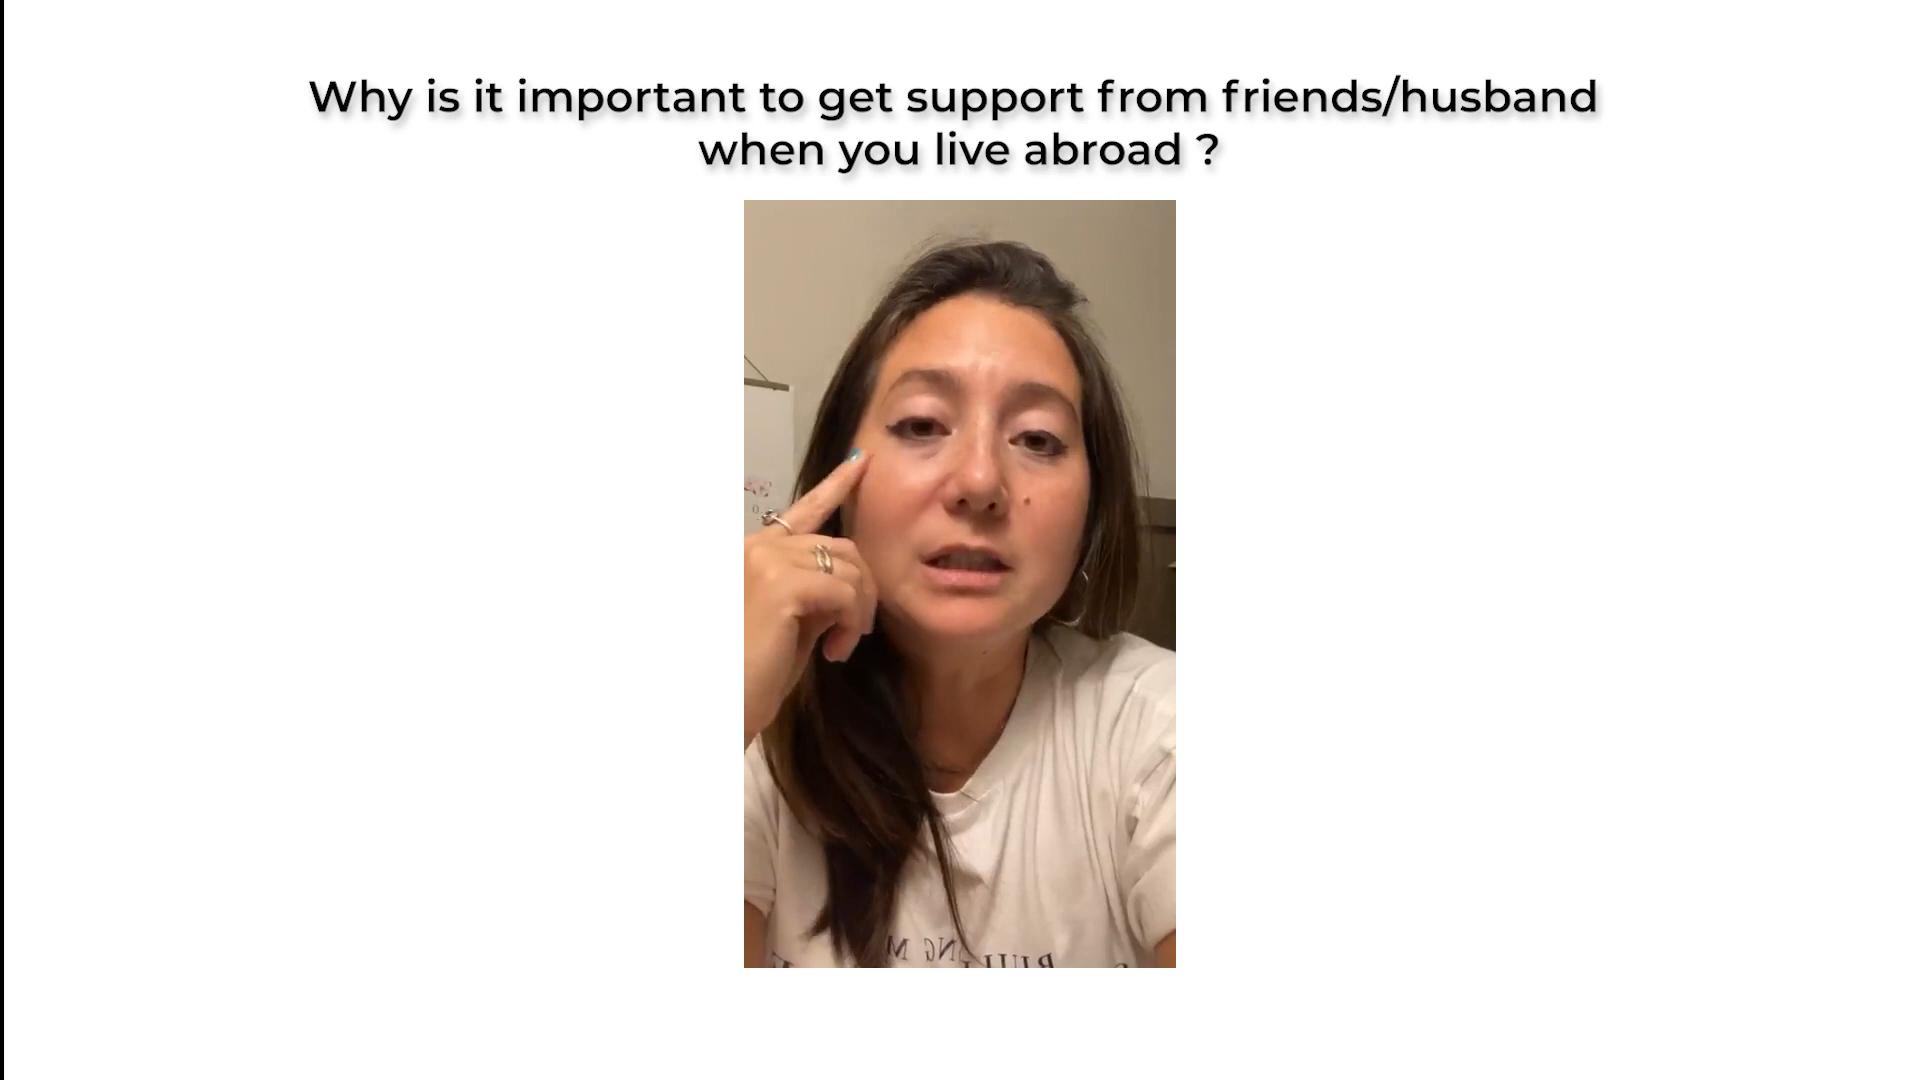 Why is it important to get support from friends/husband
when you live abroad ?